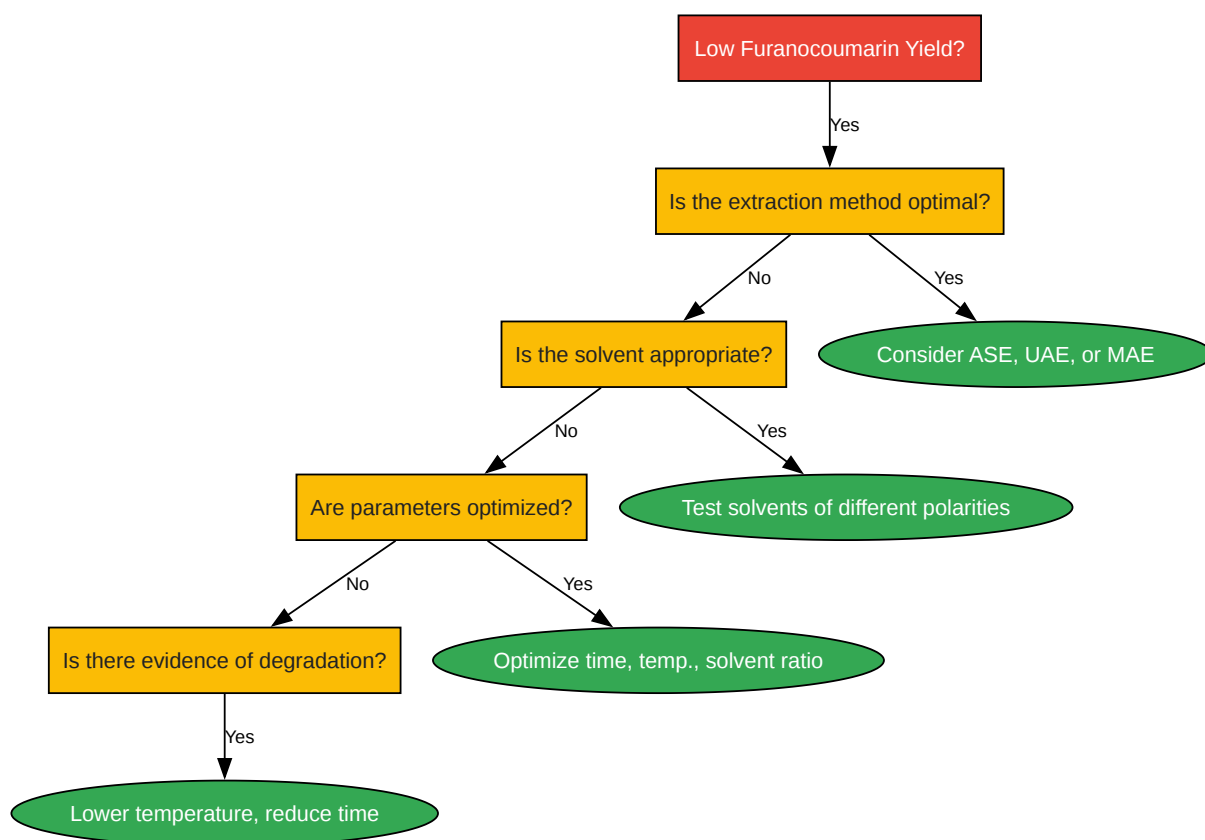 Low Furanocoumarin Yield?
Yes
Is the extraction method optimal?
No
Yes
Is the solvent appropriate?
Consider ASE, UAE, or MAE
No
Yes
Are parameters optimized?
Test solvents of different polarities
No
Yes
Is there evidence of degradation?
Optimize time, temp., solvent ratio
Yes
Lower temperature, reduce time